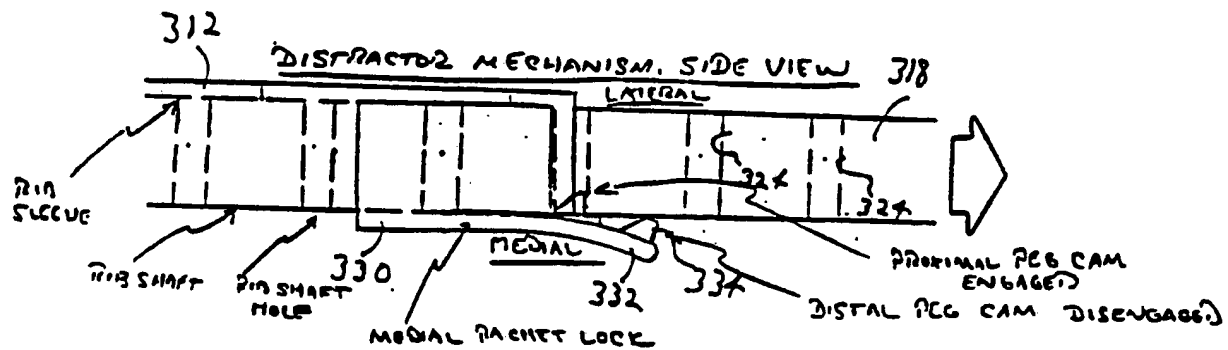 312
DISTRACTOR MECHANISM. SIDE VIEW
318
LATERAL
324
324
RIB
SLEEVE
RIB SHAFT
RIB SHAFT
HOLE
330
MEDIAL
332
334
PROXIMAL PEG CAM
ENGAGED
DISTAL PEG CAM DISENGAGED
MEDIAL RACHET LOCK